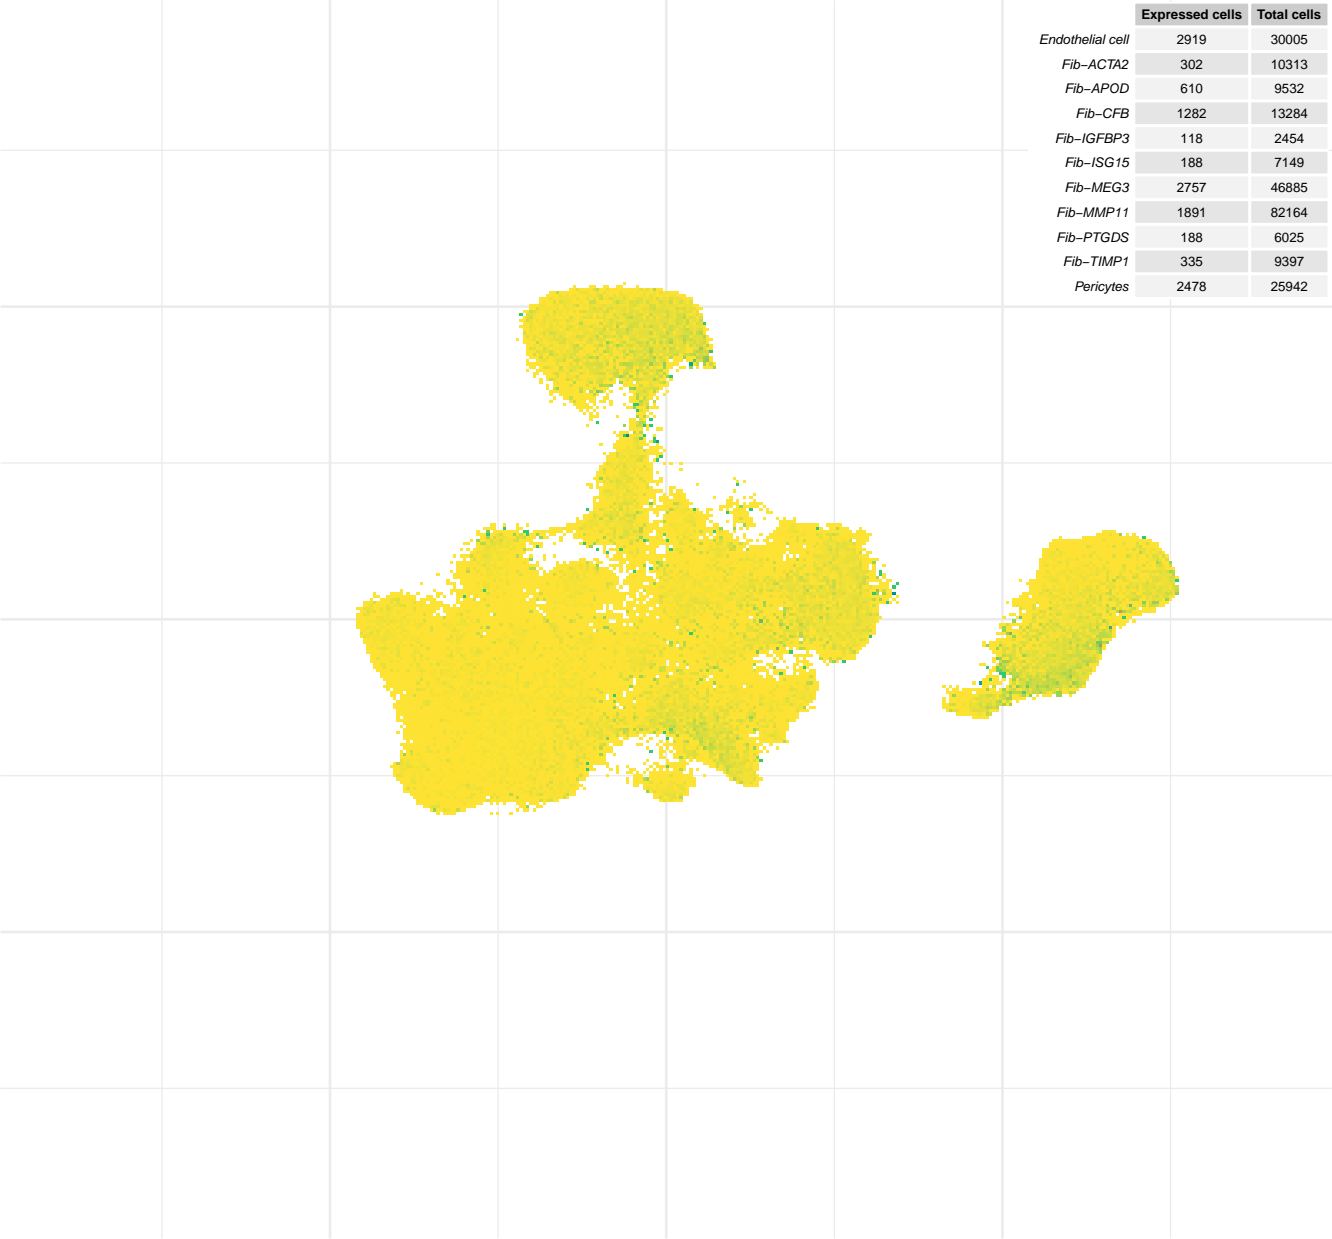 Expressed cells Total cells
Endothelial cell 2919 30005
Fib−ACTA2 302 10313
Fib−APOD 610 9532
Fib−CFB 1282 13284
Fib−IGFBP3 118 2454
Fib−ISG15 188 7149
Fib−MEG3 2757 46885
Fib−MMP11 1891 82164
Fib−PTGDS 188 6025
Fib−TIMP1 335 9397
Pericytes 2478 25942